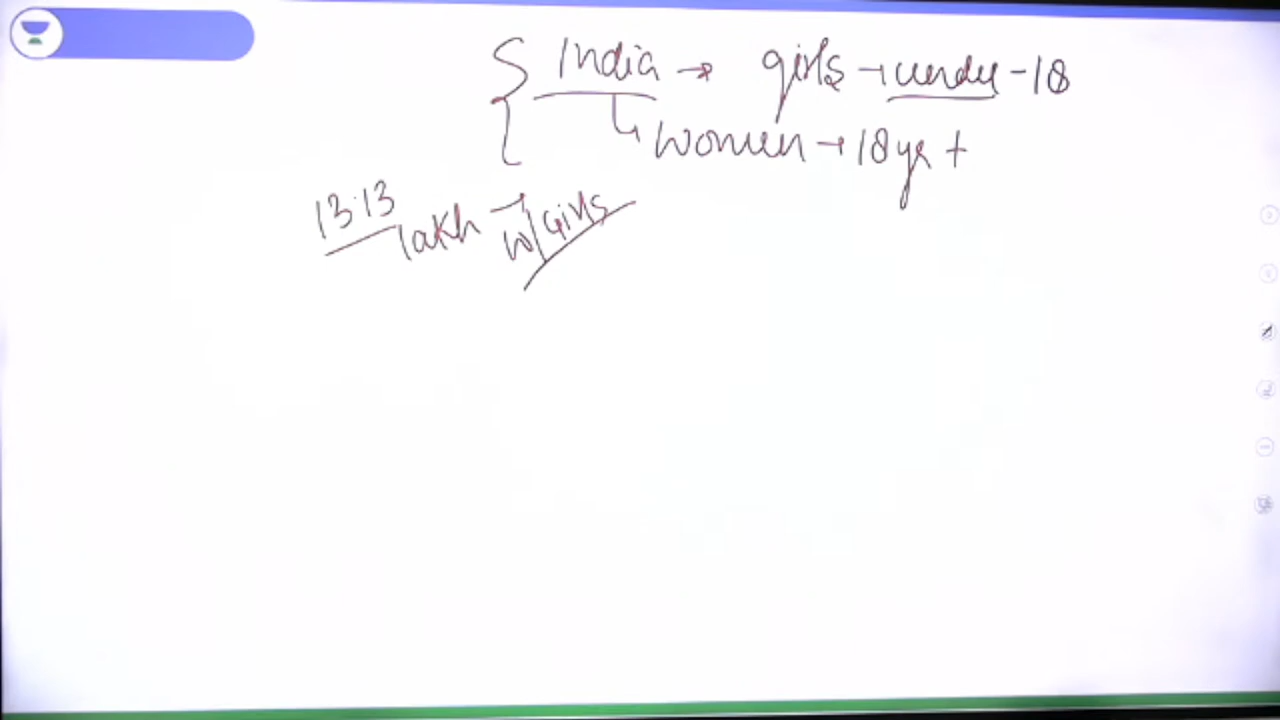 India → girls → under -18
↳ Women → 18 yr +
13.13 lakh → W/Girls